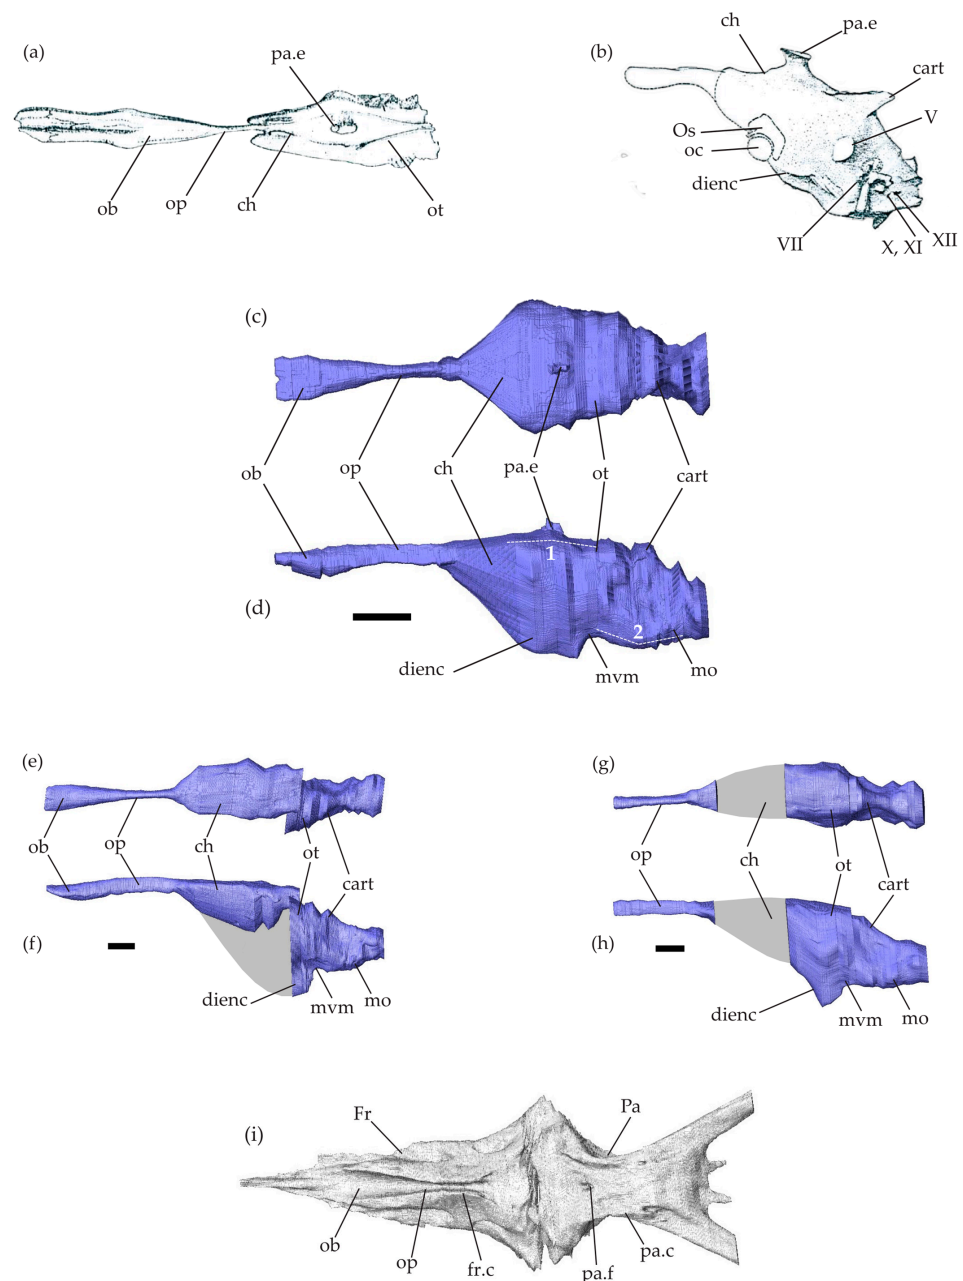 (a)
pa.e
ob
op
ch
ot
(b)
ch
pa.e
cart
V
Os
oc
dienc
VII
X, XI
XII
(c)
ob
op
ch
pa.e
ot
cart
1
2
(d)
dienc
mvm
mo
(e)
ob
op
ch
ot
cart
(f)
dienc
mvm
mo
(g)
op
ch
ot
cart
(h)
dienc
mvm
mo
(i)
Fr
Pa
ob
op
fr.c
pa.f
pa.c